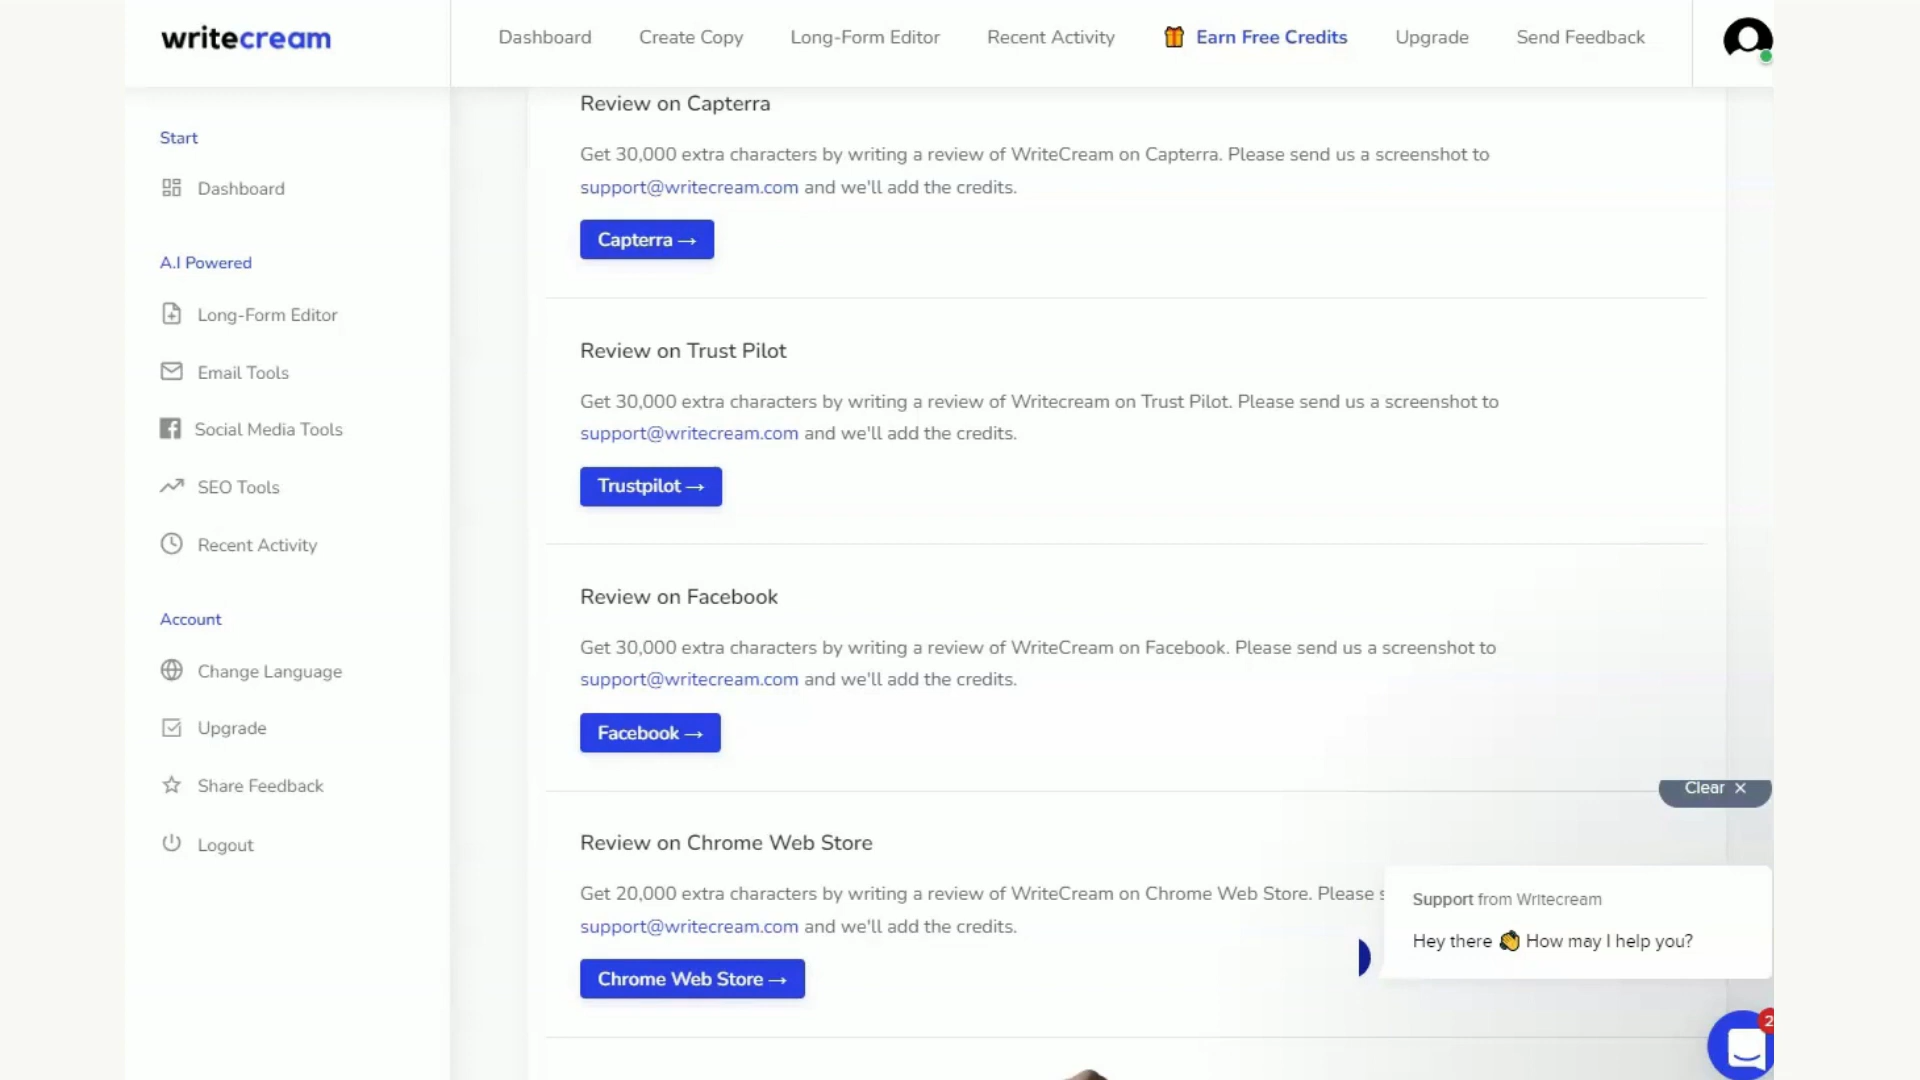 writecream
Dashboard
Create Copy
Long-Form Editor
Recent Activity
Earn Free Credits
Upgrade
Send Feedback
Start
Dashboard
A.I Powered
Long-Form Editor
Email Tools
Social Media Tools
SEO Tools
Recent Activity
Account
Change Language
Upgrade
Share Feedback
Logout
Review on Capterra
Get 30,000 extra characters by writing a review of WriteCream on Capterra. Please send us a screenshot to
support@writecream.com and we'll add the credits.
Capterra →
Review on Trust Pilot
Get 30,000 extra characters by writing a review of Writecream on Trust Pilot. Please send us a screenshot to
support@writecream.com and we'll add the credits.
Trustpilot →
Review on Facebook
Get 30,000 extra characters by writing a review of WriteCream on Facebook. Please send us a screenshot to
support@writecream.com and we'll add the credits.
Facebook →
Review on Chrome Web Store
Get 20,000 extra characters by writing a review of WriteCream on Chrome Web Store. Please
support@writecream.com and we'll add the credits.
Chrome Web Store →
Clear ×
Support from Writecream
Hey there 👋 How may I help you?
2